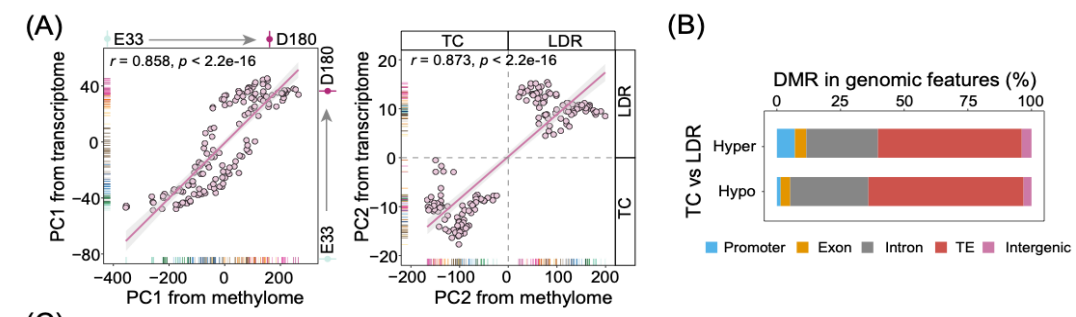 (A)
E33
D180
r = 0.858, p < 2.2e-16
PC1 from transcriptome
40
0
−40
−80
−400
−200
0
200
PC1 from methylome
D180
E33
TC
LDR
r = 0.873, p < 2.2e-16
PC2 from transcriptome
20
10
0
−10
−20
−200
−100
0
100
200
PC2 from methylome
LDR
TC
(B)
DMR in genomic features (%)
0 25 50 75 100
TC vs LDR
Hyper
Hypo
Promoter Exon Intron TE Intergenic